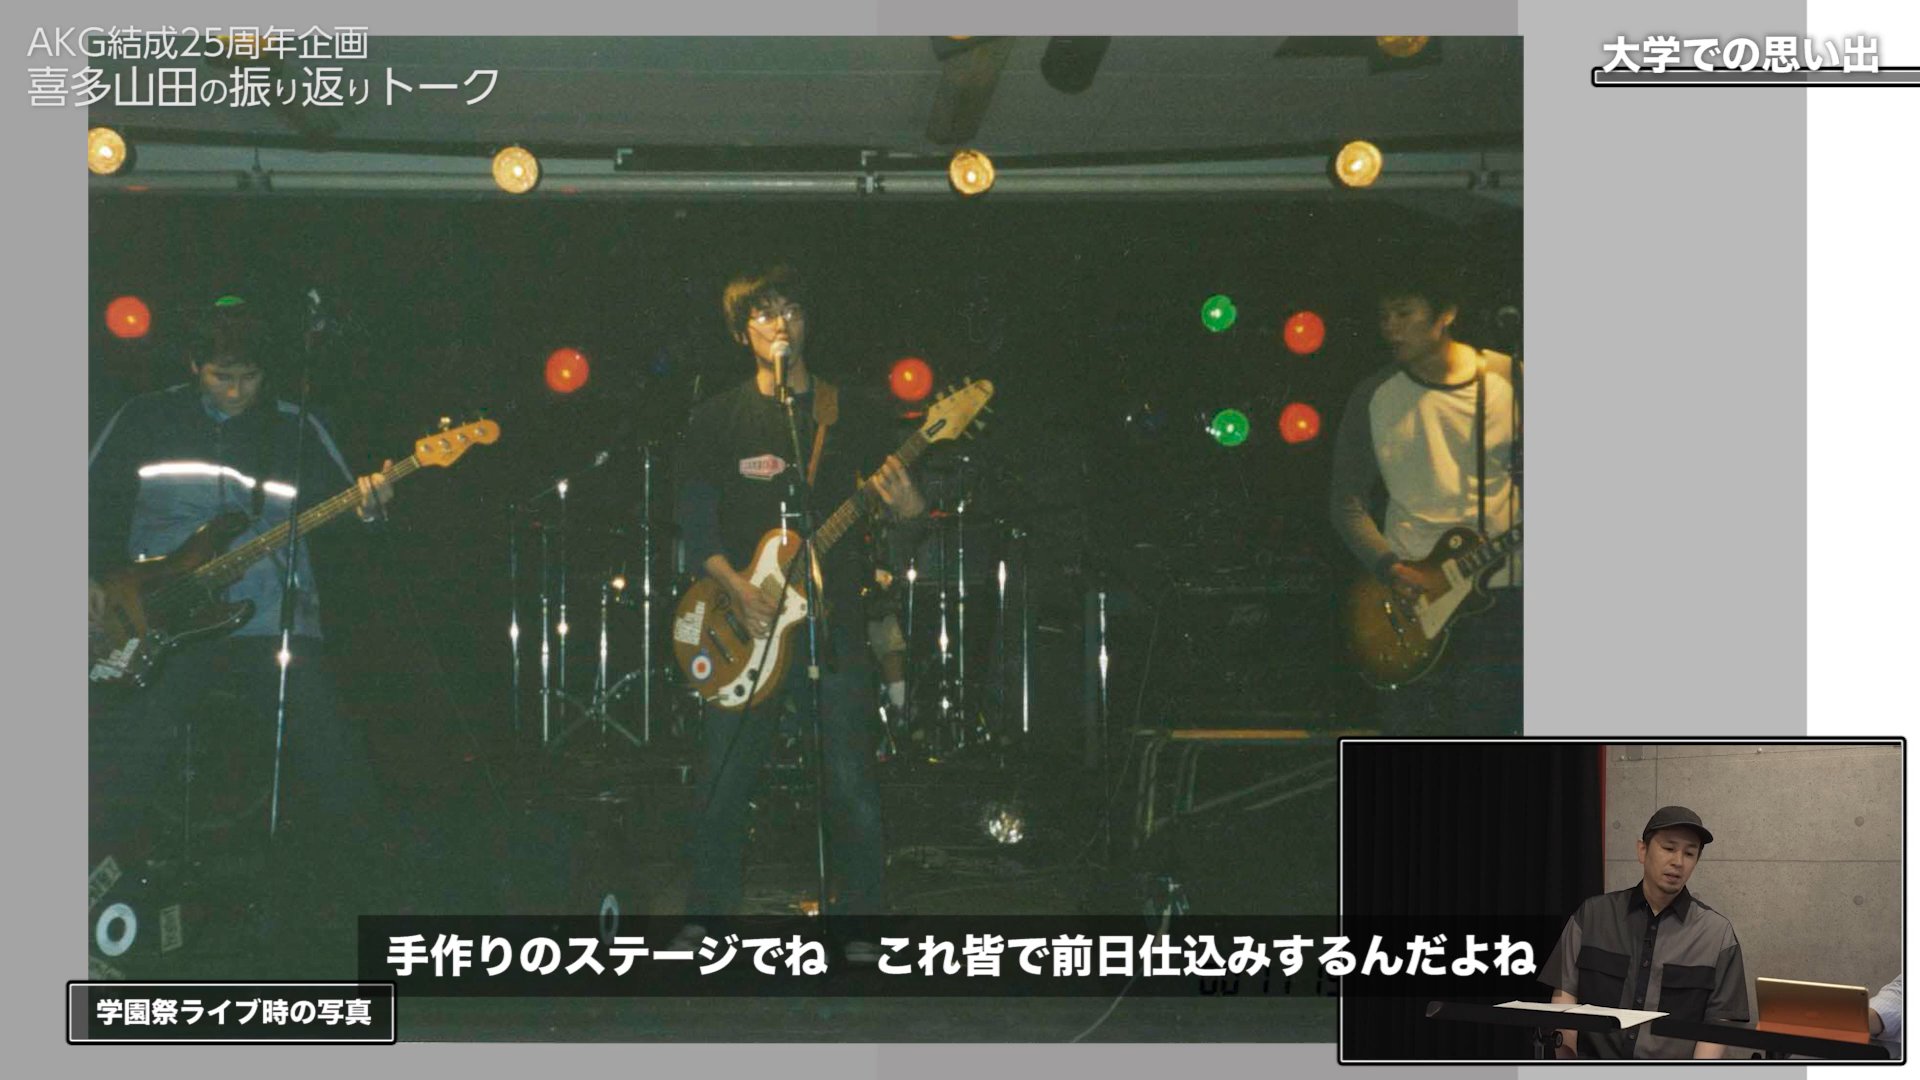 AKG結成25周年企画
喜多山田の振り返りトーク
大学での思い出
手作りのステージでね　これ皆で前日仕込みするんだよね
学園祭ライブ時の写真